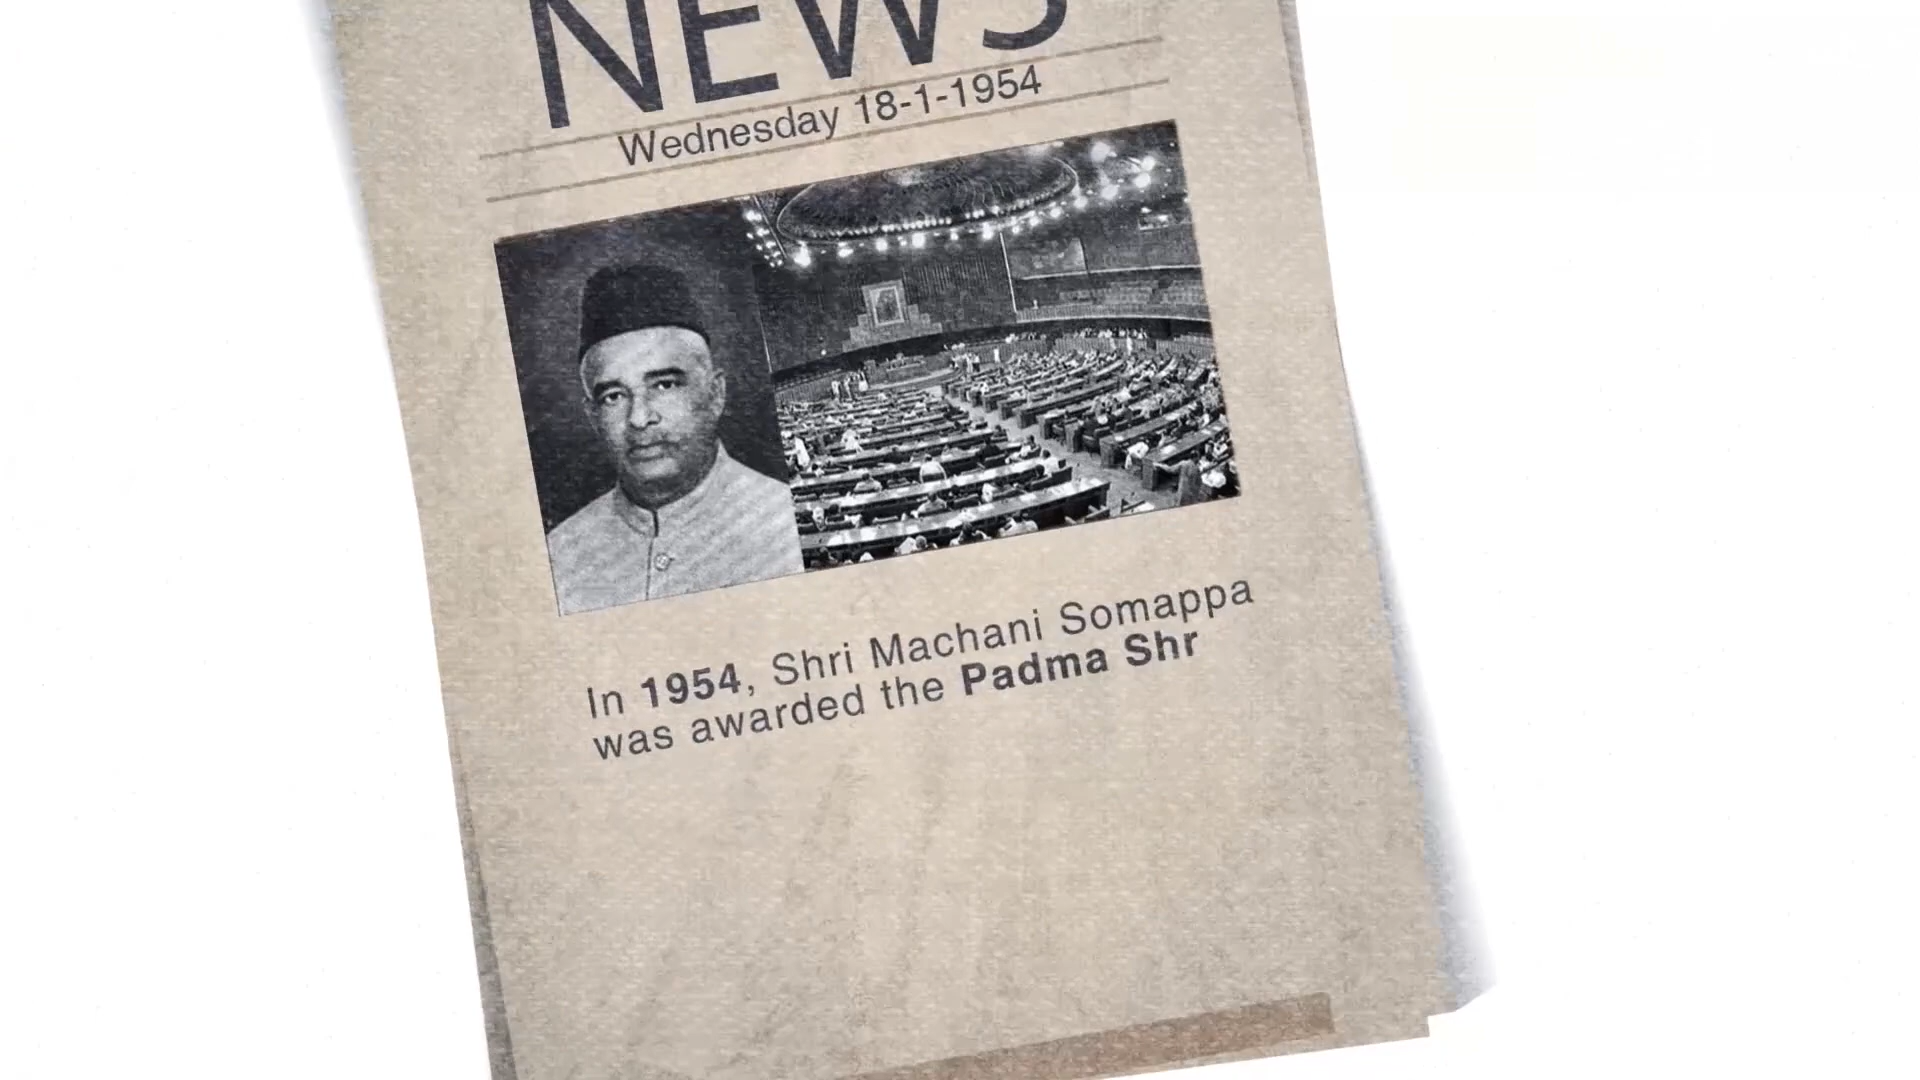 NEWS
Wednesday 18-1-1954
In 1954, Shri Machani Somappa
was awarded the Padma Shr